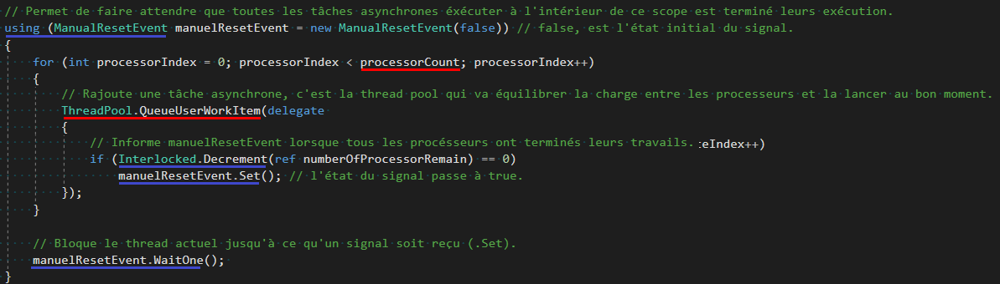 // Permet de faire attendre que toutes les tâches asynchrones éxécuter à l'intérieur de ce scope est terminé leurs exécution.
using (ManualResetEvent manuelResetEvent = new ManualResetEvent(false)) // false, est l'état initial du signal.
{
for (int processorIndex = 0; processorIndex < processorCount; processorIndex++)
{
// Rajoute une tâche asynchrone, c'est la thread pool qui va équilibrer la charge entre les processeurs et la lancer au bon moment.
ThreadPool.QueueUserWorkItem(delegate
{
// Informe manuelResetEvent lorsque tous les procésseurs ont terminés leurs travails. :eIndex++)
if (Interlocked.Decrement(ref numberOfProcessorRemain) == 0)
manuelResetEvent.Set(); // l'état du signal passe à true.
});
}
// Bloque le thread actuel jusqu'à ce qu'un signal soit reçu (.Set).
manuelResetEvent.WaitOne();
}